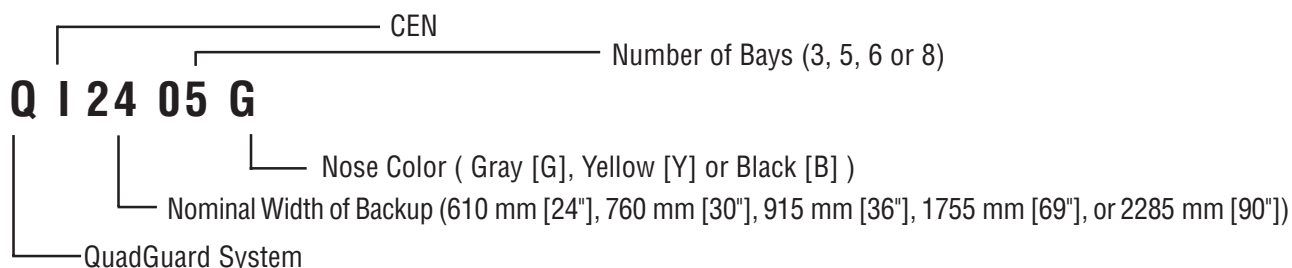 CEN
Number of Bays (3, 5, 6 or 8)
Q I 24 05 G
Nose Color ( Gray [G], Yellow [Y] or Black [B] )
Nominal Width of Backup (610 mm [24"], 760 mm [30"], 915 mm [36"], 1755 mm [69"], or 2285 mm [90"])
QuadGuard System